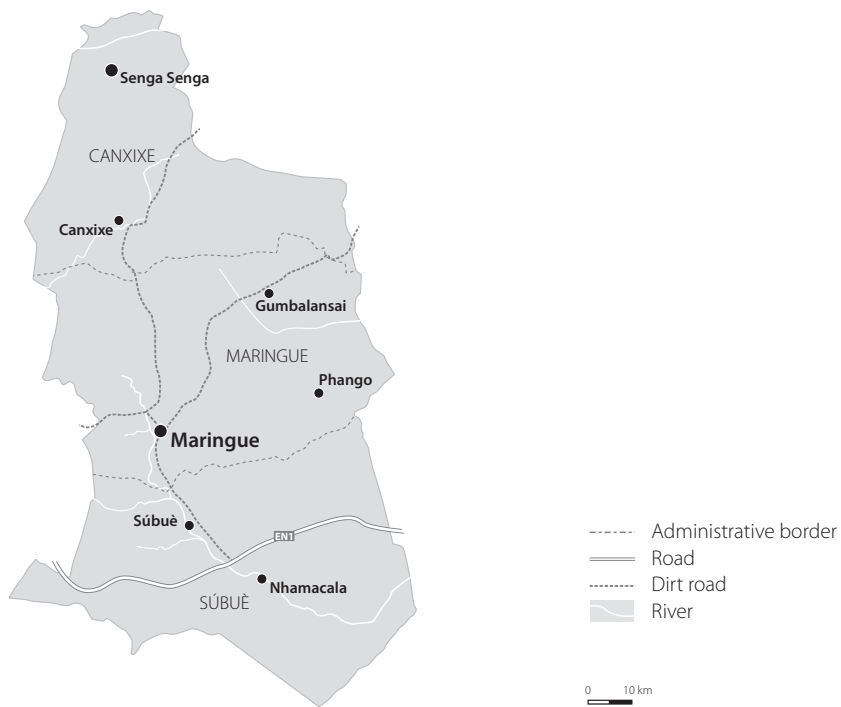 Senga Senga
CANXIXE
Canxixe
Gumbalansai
MARINGUE
Phango
Maringue
Súbuè
EN1
Nhamacala
SÚBUÈ
Administrative border
Road
Dirt road
River
0 10 km